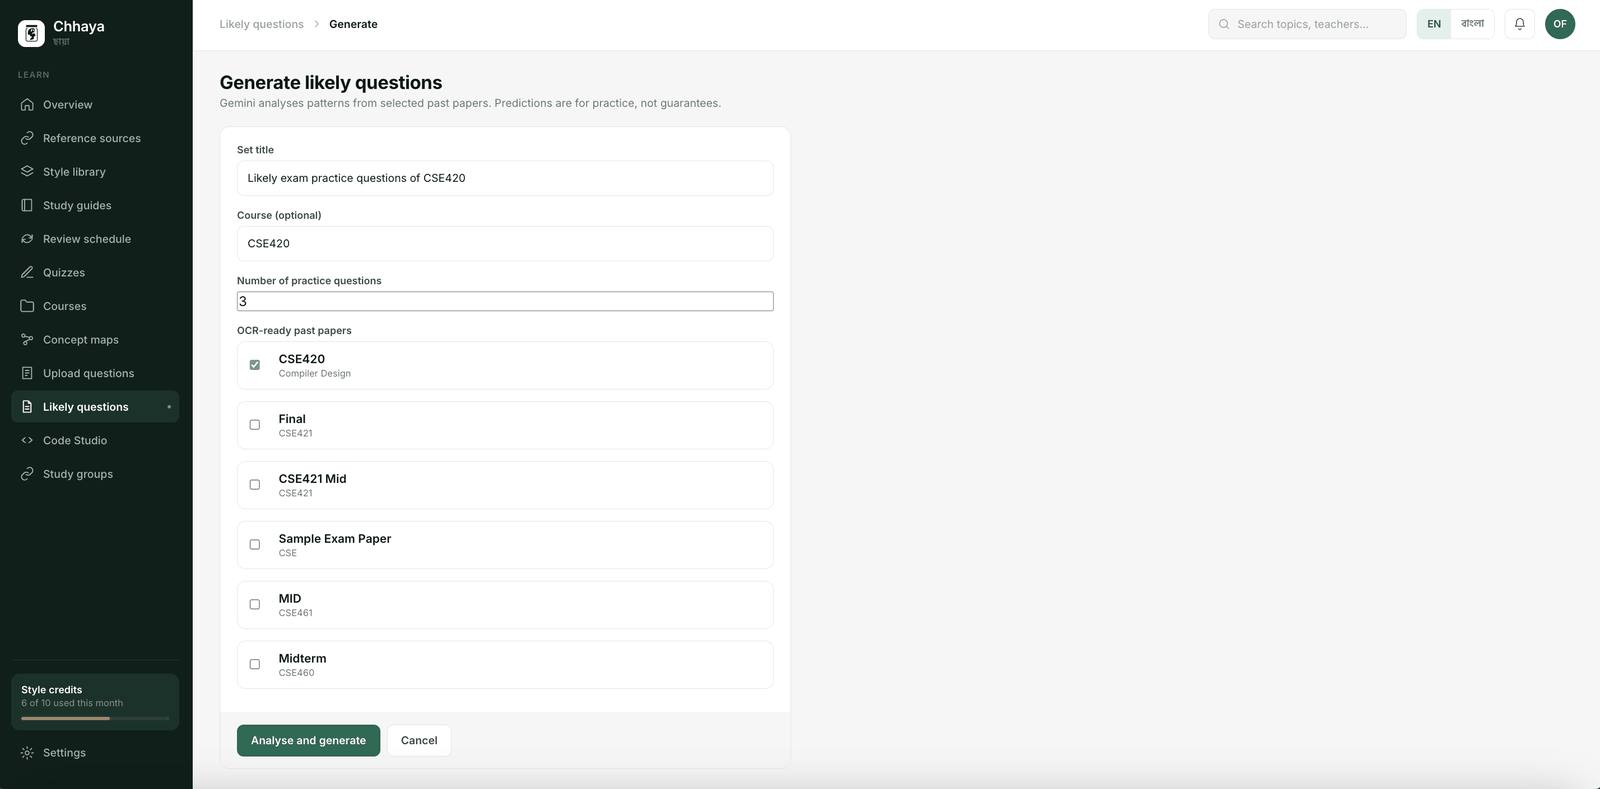 Chhaya
ছায়া
LEARN
Overview
Reference sources
Style library
Study guides
Review schedule
Quizzes
Courses
Concept maps
Upload questions
Likely questions
Code Studio
Study groups
Style credits
6 of 10 used this month
Settings
Likely questions > Generate
Search topics, teachers...
EN
বাংলা
OF
Generate likely questions
Gemini analyses patterns from selected past papers. Predictions are for practice, not guarantees.
Set title
Likely exam practice questions of CSE420
Course (optional)
CSE420
Number of practice questions
3
OCR-ready past papers
CSE420
Compiler Design
Final
CSE421
CSE421 Mid
CSE421
Sample Exam Paper
CSE
MID
CSE461
Midterm
CSE460
Analyse and generate
Cancel